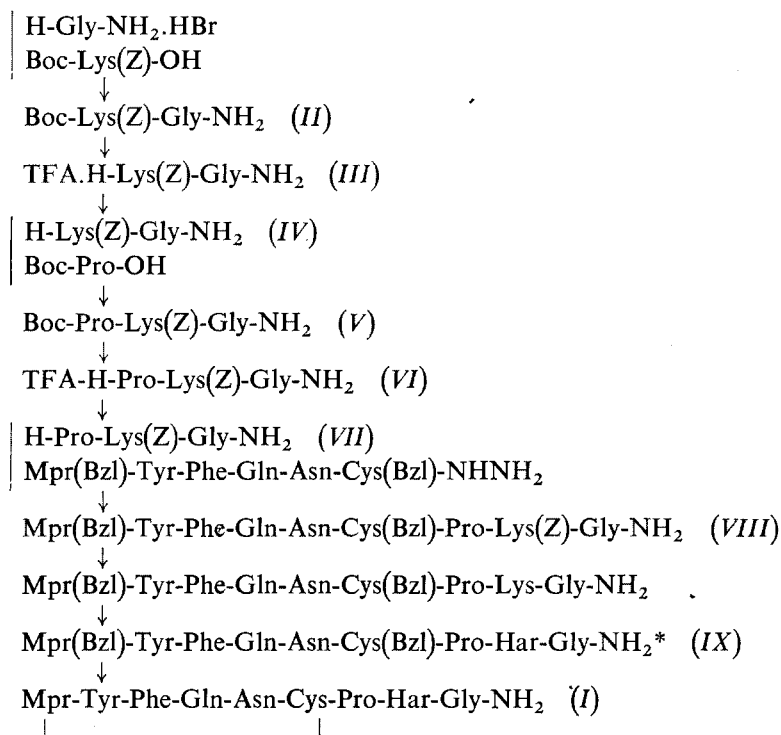 H-Gly-NH₂.HBr
Boc-Lys(Z)-OH
↓
Boc-Lys(Z)-Gly-NH₂ (II)
↓
TFA.H-Lys(Z)-Gly-NH₂ (III)
↓
H-Lys(Z)-Gly-NH₂ (IV)
Boc-Pro-OH
↓
Boc-Pro-Lys(Z)-Gly-NH₂ (V)
↓
TFA-H-Pro-Lys(Z)-Gly-NH₂ (VI)
↓
H-Pro-Lys(Z)-Gly-NH₂ (VII)
Mpr(Bzl)-Tyr-Phe-Gln-Asn-Cys(Bzl)-NHNH₂
↓
Mpr(Bzl)-Tyr-Phe-Gln-Asn-Cys(Bzl)-Pro-Lys(Z)-Gly-NH₂ (VIII)
↓
Mpr(Bzl)-Tyr-Phe-Gln-Asn-Cys(Bzl)-Pro-Lys-Gly-NH₂
↓
Mpr(Bzl)-Tyr-Phe-Gln-Asn-Cys(Bzl)-Pro-Har-Gly-NH₂* (IX)
↓
Mpr-Tyr-Phe-Gln-Asn-Cys-Pro-Har-Gly-NH₂ (I)